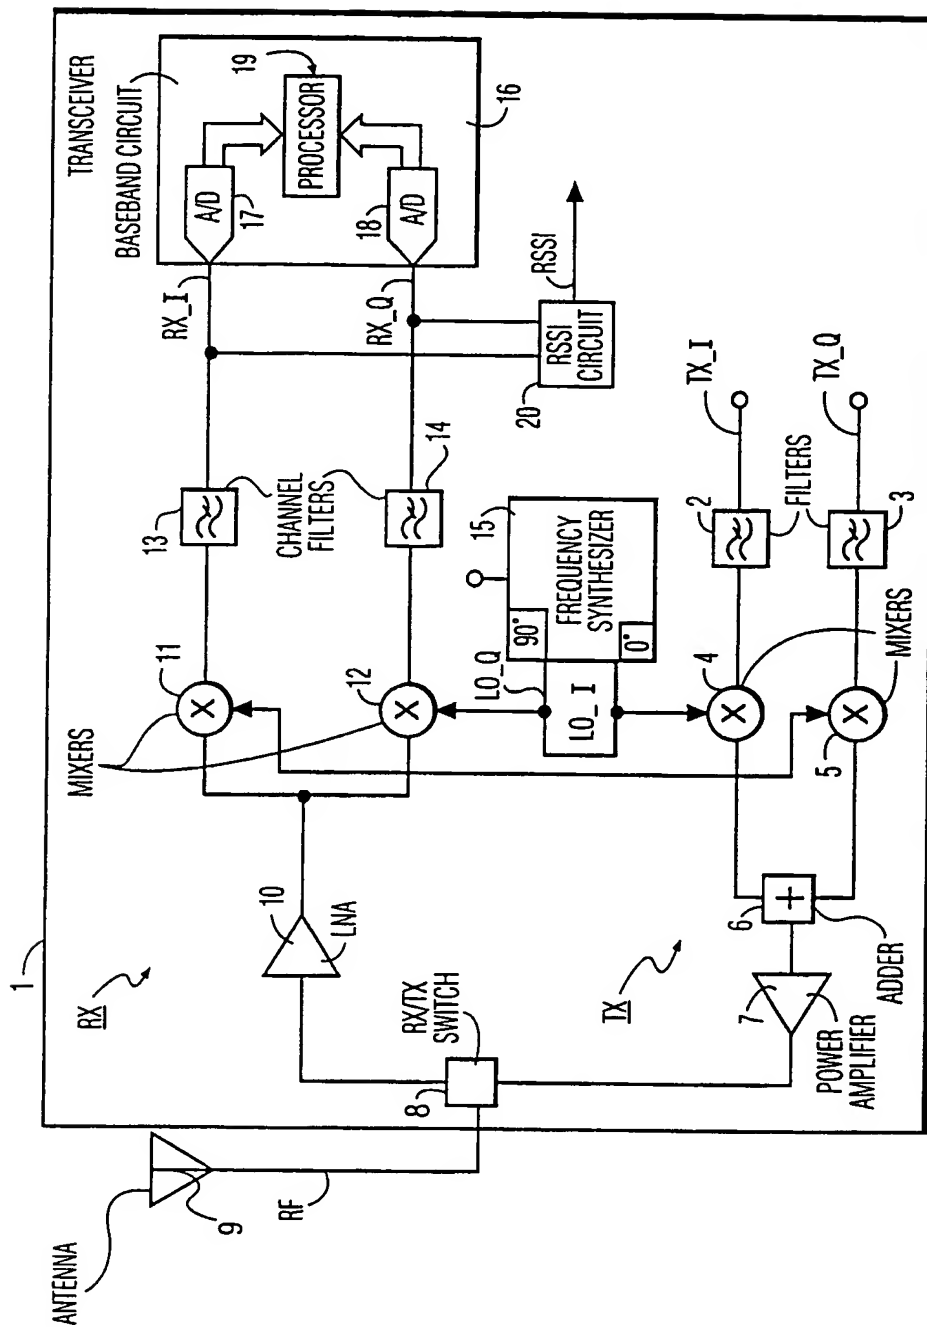 1
TRANSCEIVER
BASEBAND CIRCUIT
RX
ANTENNA
9
RF
8
RX/TX
SWITCH
10
LNA
MIXERS
11
12
13
CHANNEL
FILTERS
14
RX_I
RX_Q
A/D
17
A/D
18
19
PROCESSOR
16
20
RSSI
CIRCUIT
RSSI
15
FREQUENCY
SYNTHESIZER
90°
0°
LO_Q
LO_I
TX
7
POWER
AMPLIFIER
6
+
ADDER
4
X
5
X
X
X
MIXERS
2
FILTERS
3
TX_I
TX_Q